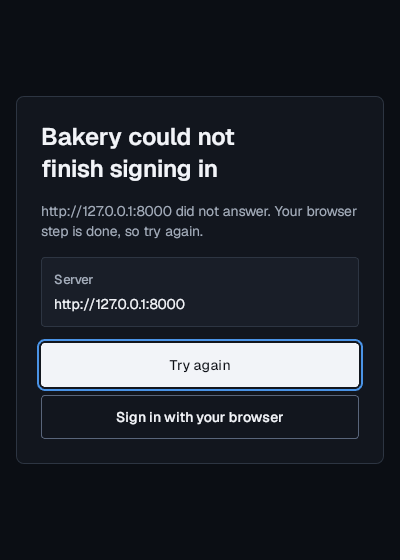 Bakery could not
finish signing in
http://127.0.0.1:8000 did not answer. Your browser
step is done, so try again.
Server
http://127.0.0.1:8000
Try again
Sign in with your browser